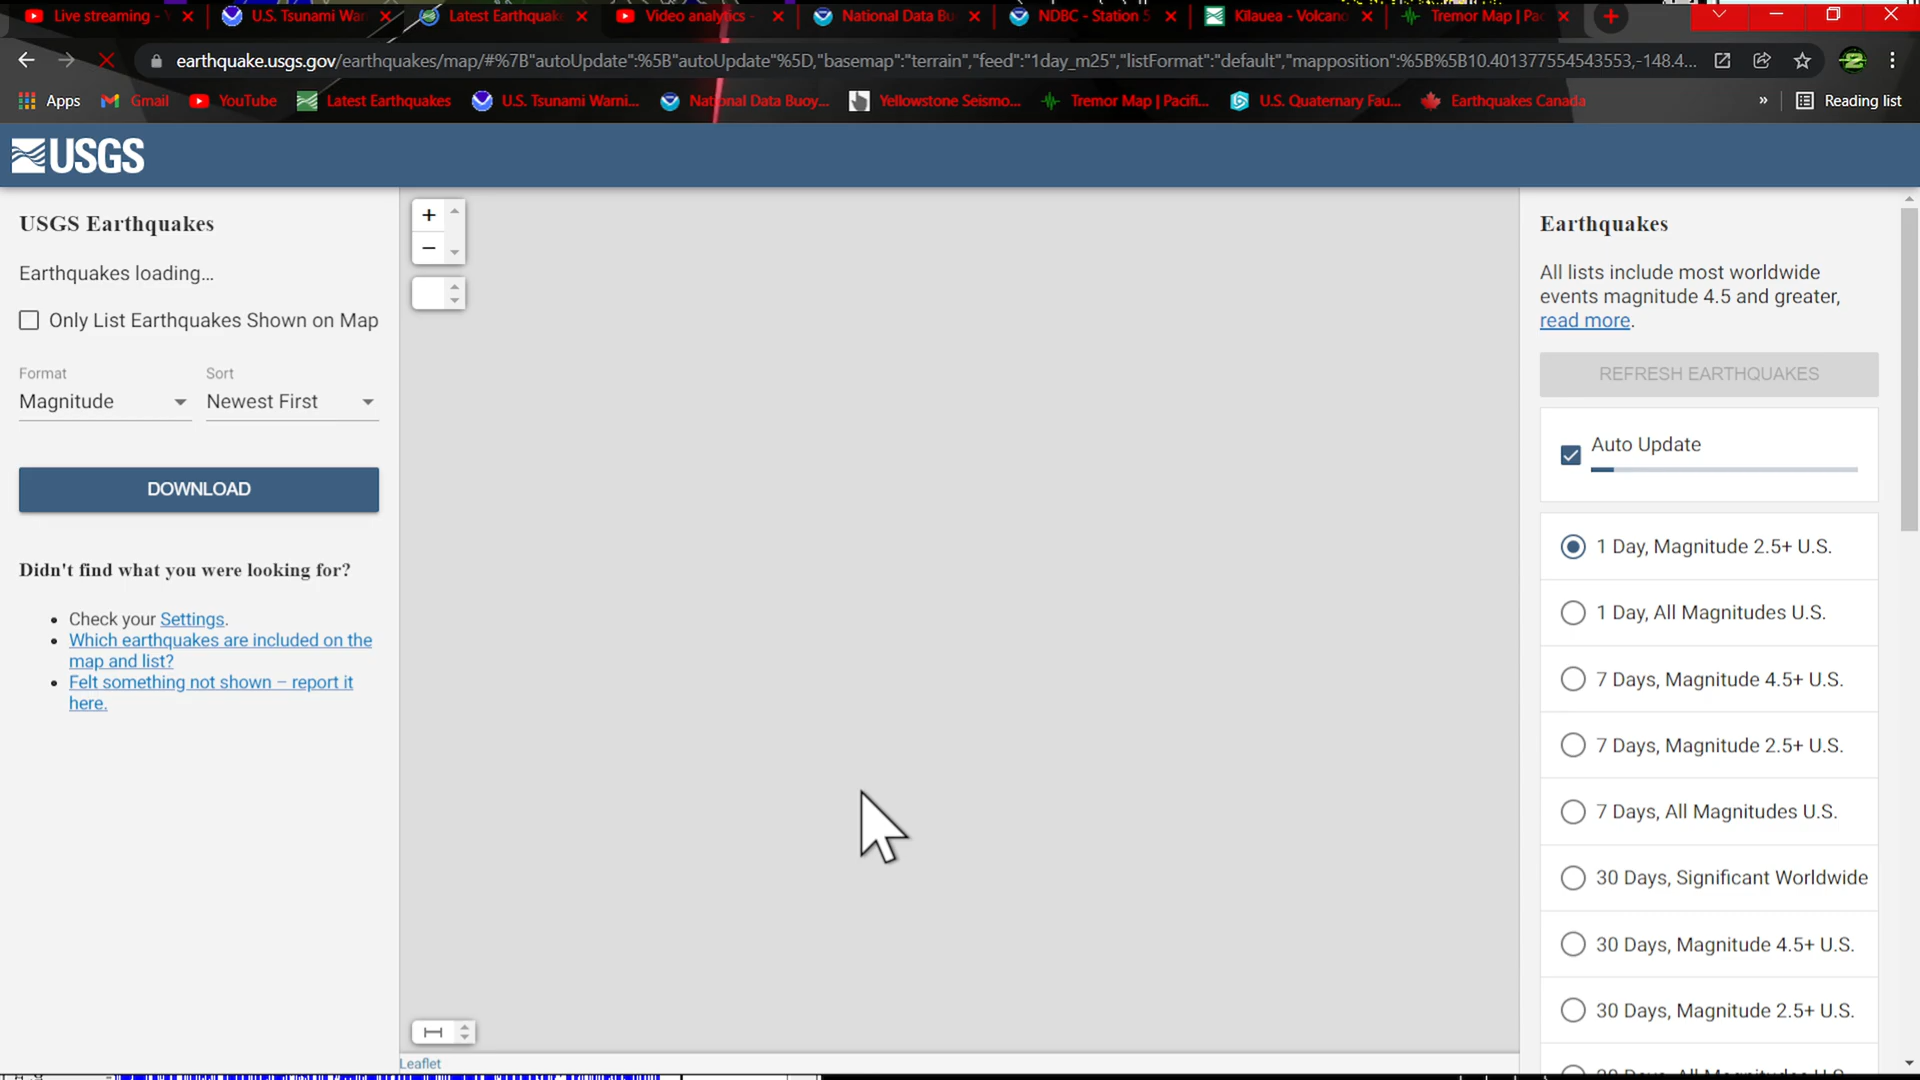 Live streaming - Y
U.S. Tsunami War
Latest Earthquake
Video analytics -
National Data Bu
NDBC - Station 5
Kilauea - Volcano
Tremor Map | Pac
earthquake.usgs.gov/earthquakes/map/#%7B"autoUpdate":%5B"autoUpdate"%5D,"basemap":"terrain","feed":"1day_m25","listFormat":"default","mapposition":%5B%5B10.401377554543553,-148.4...
Apps
Gmail
YouTube
Latest Earthquakes
U.S. Tsunami Warni...
National Data Buoy...
Yellowstone Seismo...
Tremor Map | Pacifi...
U.S. Quaternary Fau...
Earthquakes Canada
»
Reading list
USGS
USGS Earthquakes
Earthquakes loading...
Only List Earthquakes Shown on Map
Format
Sort
Magnitude
Newest First
DOWNLOAD
Didn't find what you were looking for?
Check your Settings.
Which earthquakes are included on the
map and list?
Felt something not shown – report it
here.
+
−
Leaflet
Earthquakes
All lists include most worldwide
events magnitude 4.5 and greater,
read more.
REFRESH EARTHQUAKES
Auto Update
1 Day, Magnitude 2.5+ U.S.
1 Day, All Magnitudes U.S.
7 Days, Magnitude 4.5+ U.S.
7 Days, Magnitude 2.5+ U.S.
7 Days, All Magnitudes U.S.
30 Days, Significant Worldwide
30 Days, Magnitude 4.5+ U.S.
30 Days, Magnitude 2.5+ U.S.
30 Days, All Magnitudes U.S.